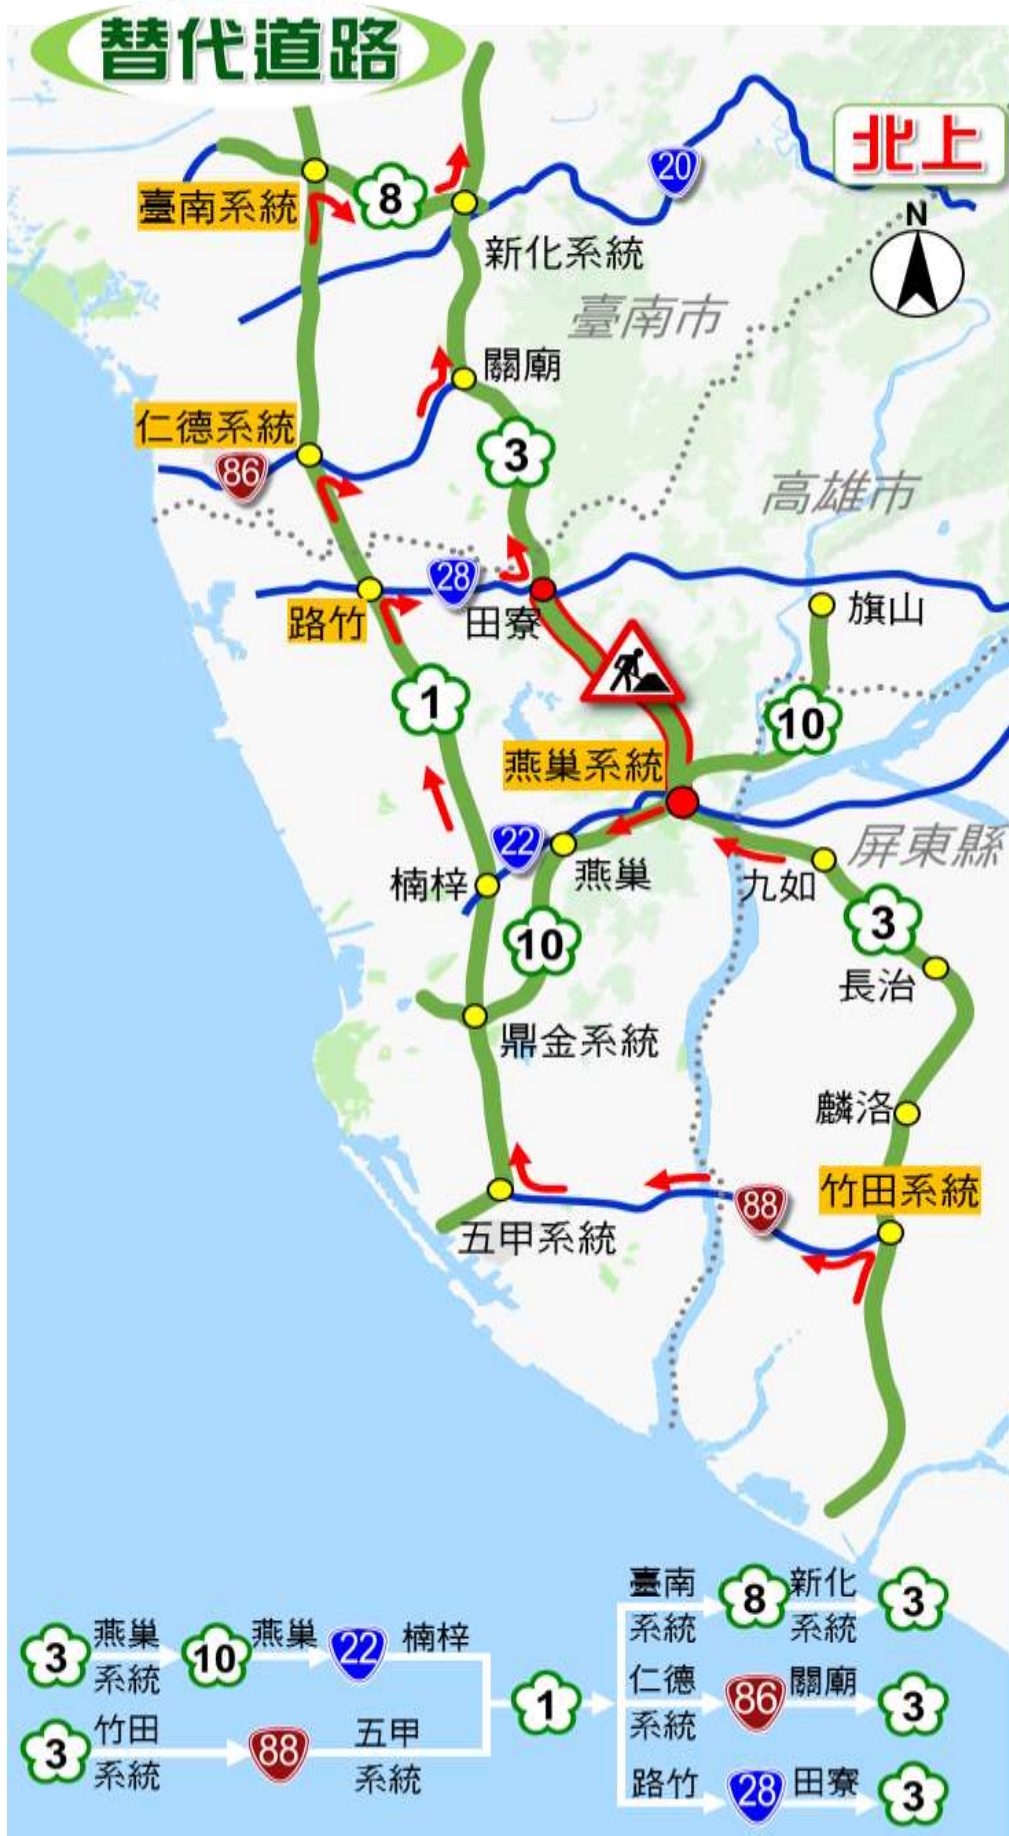 替代道路
北上
20
N
臺南系統
8
新化系統
臺南市
關廟
仁德系統
86
3
高雄市
28
路竹
田寮
旗山
1
10
燕巢系統
22
燕巢
屏東縣
楠梓
九如
10
3
長治
鼎金系統
麟洛
竹田系統
88
五甲系統
3
燕巢
系統
10
燕巢
22
楠梓
3
竹田
系統
88
五甲
系統
1
臺南
系統
8
新化
系統
3
仁德
系統
86
關廟
3
路竹
28
田寮
3